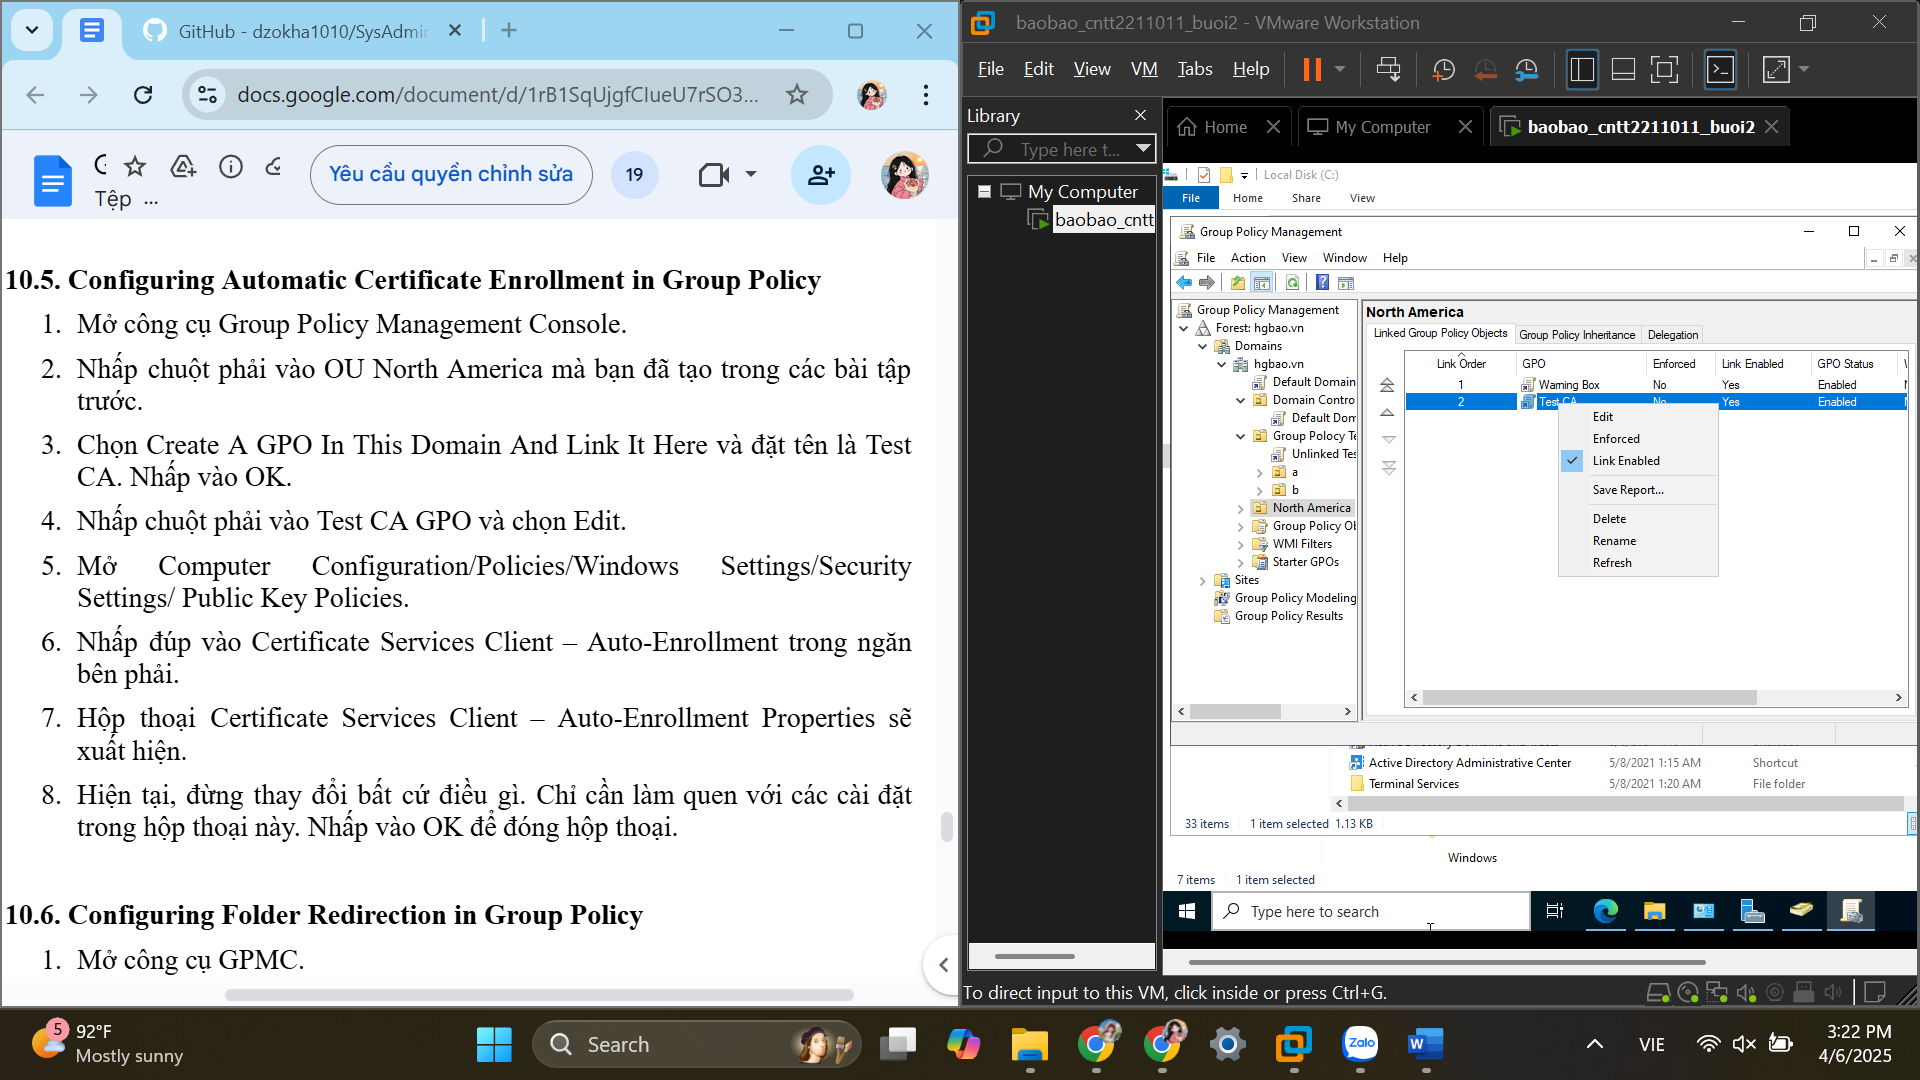 GitHub - dzokha1010/SysAdmin
docs.google.com/document/d/1rB1SqUjgfCIueU7rSO3...
Yêu cầu quyền chỉnh sửa
19
Tệp ...
10.5. Configuring Automatic Certificate Enrollment in Group Policy
1. Mở công cụ Group Policy Management Console.
2. Nhấp chuột phải vào OU North America mà bạn đã tạo trong các bài tập
trước.
3. Chọn Create A GPO In This Domain And Link It Here và đặt tên là Test
CA. Nhấp vào OK.
4. Nhấp chuột phải vào Test CA GPO và chọn Edit.
5. Mở Computer Configuration/Policies/Windows Settings/Security
Settings/ Public Key Policies.
6. Nhấp đúp vào Certificate Services Client – Auto-Enrollment trong ngăn
bên phải.
7. Hộp thoại Certificate Services Client – Auto-Enrollment Properties sẽ
xuất hiện.
8. Hiện tại, đừng thay đổi bất cứ điều gì. Chỉ cần làm quen với các cài đặt
trong hộp thoại này. Nhấp vào OK để đóng hộp thoại.
10.6. Configuring Folder Redirection in Group Policy
1. Mở công cụ GPMC.
baobao_cntt2211011_buoi2 - VMware Workstation
File Edit View VM Tabs Help
Library
Type here t...
My Computer
baobao_cntt
Home
My Computer
baobao_cntt2211011_buoi2
Local Disk (C:)
File Home Share View
Group Policy Management
File Action View Window Help
Group Policy Management
Forest: hgbao.vn
Domains
hgbao.vn
Default Domain
Domain Contro
Default Dom
Group Polocy Te
Unlinked Tes
a
b
North America
Group Policy Ob
WMI Filters
Starter GPOs
Sites
Group Policy Modeling
Group Policy Results
North America
Linked Group Policy Objects Group Policy Inheritance Delegation
Link Order GPO Enforced Link Enabled GPO Status
1 Warning Box No Yes Enabled
2 Test CA No Yes Enabled
Edit
Enforced
Link Enabled
Save Report...
Delete
Rename
Refresh
Active Directory Administrative Center 5/8/2021 1:15 AM Shortcut
Terminal Services 5/8/2021 1:20 AM File folder
33 items 1 item selected 1.13 KB
Windows
7 items 1 item selected
Type here to search
To direct input to this VM, click inside or press Ctrl+G.
5
92°F
Mostly sunny
Search
Zalo
VIE
3:22 PM
4/6/2025